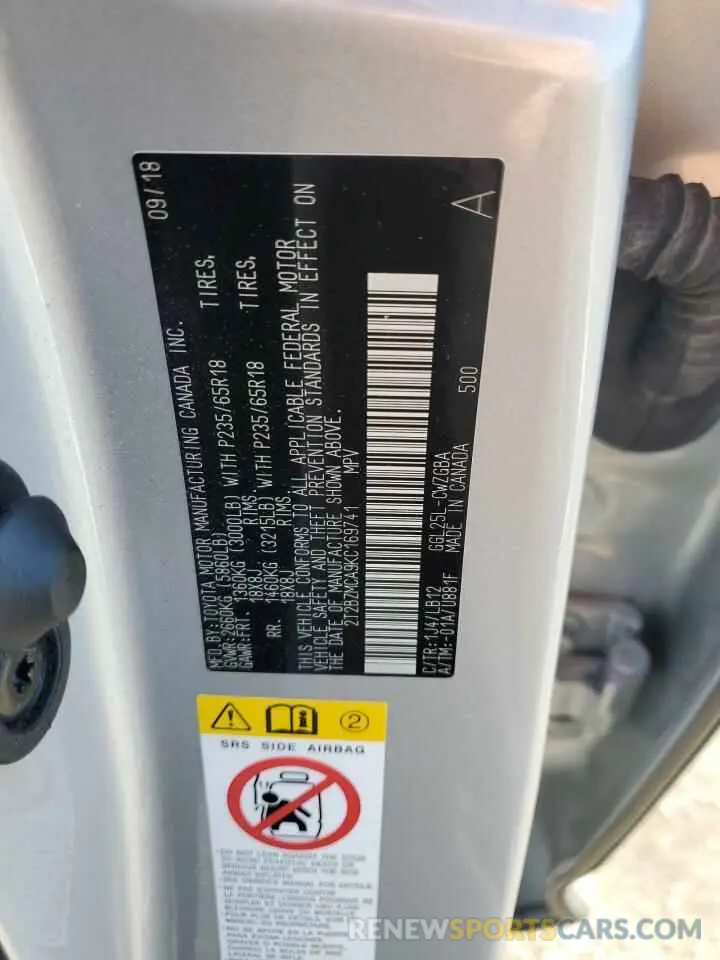 MFD.BY:TOYOTA MOTOR MANUFACTURING CANADA INC. 09/18
GVWR:2660KG (5860LB)
GAWR:FRT. 1360KG (3000LB) WITH P235/65R18 TIRES.
18X8J RIMS.
RR. 1460KG (3215LB) WITH P235/65R18 TIRES.
18X8J RIMS.
THIS VEHICLE CONFORMS TO ALL APPLICABLE FEDERAL MOTOR
VEHICLE SAFETY AND THEFT PREVENTION STANDARDS IN EFFECT ON
THE DATE OF MANUFACTURE SHOWN ABOVE.
2T2BZMCA9KC169741 MPV
A
C/TR:1J4/LB12 GGL25L-CWZGBA 500
A/TM:-01A/U881F MADE IN CANADA
2
SRS SIDE AIRBAG
RENEWSPORTSCARS.COM